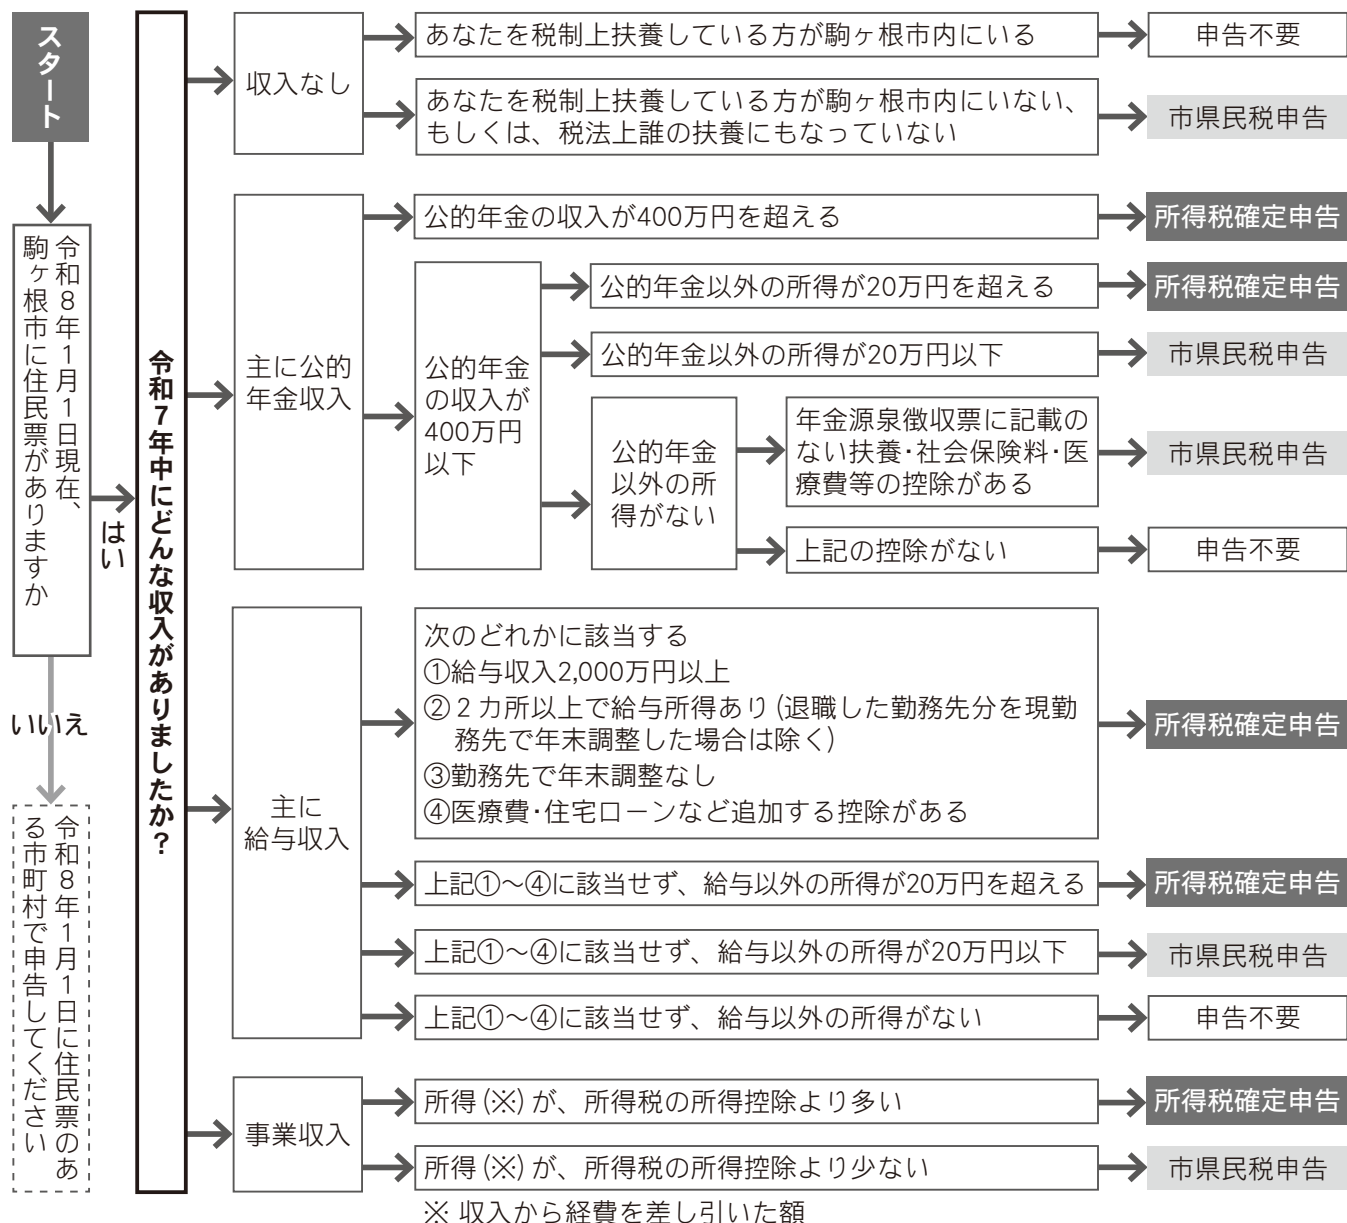 スタート
令和８年１月１日現在、
駒ヶ根市に住民票がありますか
はい
いいえ
令和８年１月１日に住民票のあ
る市町村で申告してください
令和７年中にどんな収入がありましたか？
収入なし
あなたを税制上扶養している方が駒ヶ根市内にいる
申告不要
あなたを税制上扶養している方が駒ヶ根市内にいない、
もしくは、税法上誰の扶養にもなっていない
市県民税申告
主に公的
年金収入
公的年金の収入が400万円を超える
所得税確定申告
公的年金
の収入が
400万円
以下
公的年金以外の所得が20万円を超える
所得税確定申告
公的年金以外の所得が20万円以下
市県民税申告
公的年金
以外の所
得がない
年金源泉徴収票に記載の
ない扶養・社会保険料・医
療費等の控除がある
市県民税申告
上記の控除がない
申告不要
主に
給与収入
次のどれかに該当する
①給与収入2,000万円以上
②２カ所以上で給与所得あり(退職した勤務先分を現勤
務先で年末調整した場合は除く)
③勤務先で年末調整なし
④医療費・住宅ローンなど追加する控除がある
所得税確定申告
上記①～④に該当せず、給与以外の所得が20万円を超える
所得税確定申告
上記①～④に該当せず、給与以外の所得が20万円以下
市県民税申告
上記①～④に該当せず、給与以外の所得がない
申告不要
事業収入
所得(※)が、所得税の所得控除より多い
所得税確定申告
所得(※)が、所得税の所得控除より少ない
市県民税申告
※ 収入から経費を差し引いた額